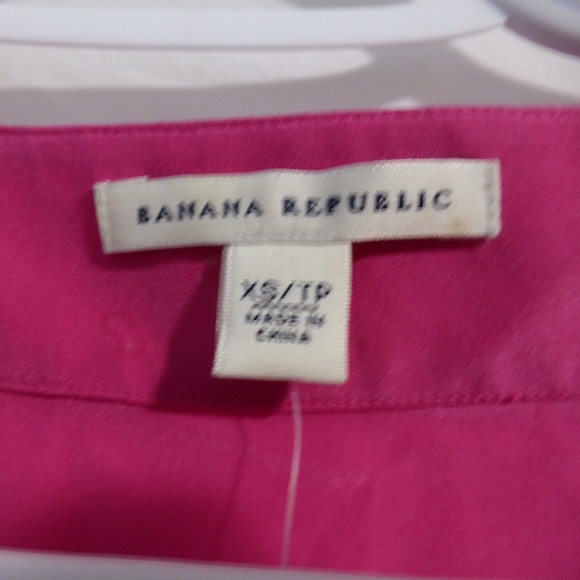 BANANA REPUBLIC
XS/TP
MADE IN
CHINA